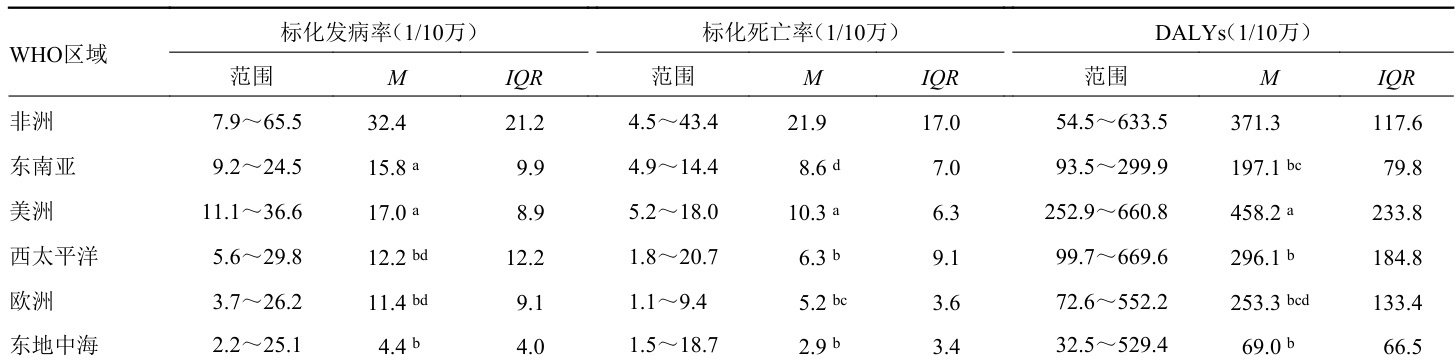 WHO区域 标化发病率(1/10万) 标化死亡率(1/10万) DALYs(1/10万)
范围 M IQR 范围 M IQR 范围 M IQR
非洲 7.9～65.5 32.4 21.2 4.5～43.4 21.9 17.0 54.5～633.5 371.3 117.6
东南亚 9.2～24.5 15.8 a 9.9 4.9～14.4 8.6 d 7.0 93.5～299.9 197.1 bc 79.8
美洲 11.1～36.6 17.0 a 8.9 5.2～18.0 10.3 a 6.3 252.9～660.8 458.2 a 233.8
西太平洋 5.6～29.8 12.2 bd 12.2 1.8～20.7 6.3 b 9.1 99.7～669.6 296.1 b 184.8
欧洲 3.7～26.2 11.4 bd 9.1 1.1～9.4 5.2 bc 3.6 72.6～552.2 253.3 bcd 133.4
东地中海 2.2～25.1 4.4 b 4.0 1.5～18.7 2.9 b 3.4 32.5～529.4 69.0 b 66.5